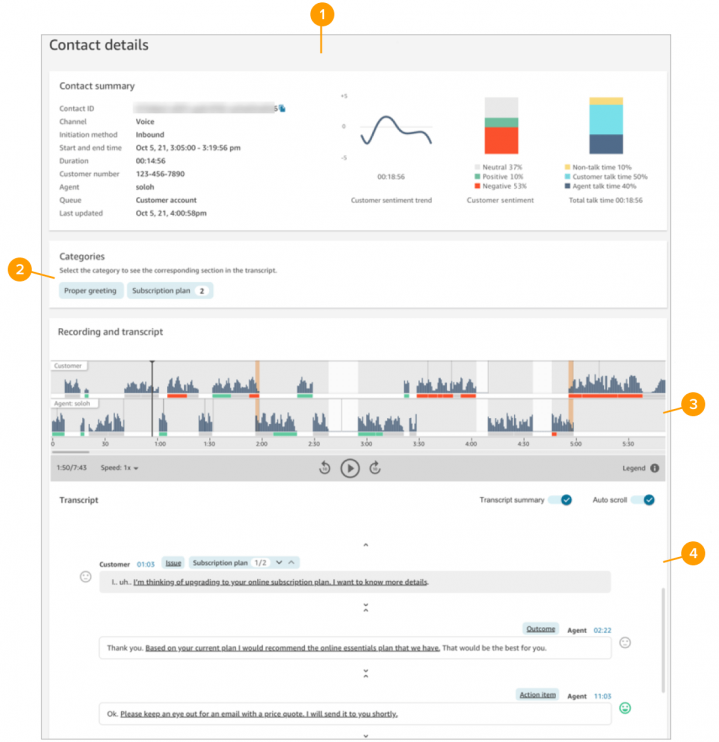 1
Contact details
Contact summary
Contact ID
Channel Voice
Initiation method Inbound
Start and end time Oct 5, 21, 3:05:00 - 3:19:56 pm
Duration 00:14:56
Customer number 123-456-7890
Agent soloh
Queue Customer account
Last updated Oct 5, 21, 4:00:58pm
+5
0
-5
00:18:56
Customer sentiment trend
Neutral 37%
Positive 10%
Negative 53%
Customer sentiment
Non-talk time 10%
Customer talk time 50%
Agent talk time 40%
Total talk time 00:18:56
2
Categories
Select the category to see the corresponding section in the transcript.
Proper greeting Subscription plan 2
Recording and transcript
Customer
Agent: soloh
3
0 30 1:00 1:30 2:00 2:30 3:00 3:30 4:00 4:30 5:00 5:30
1:50/7:43 Speed: 1x Legend
Transcript Transcript summary Auto scroll
4
Customer 01:03 Issue Subscription plan 1/2
I.. uh.. I'm thinking of upgrading to your online subscription plan. I want to know more details.
Outcome Agent 02:22
Thank you. Based on your current plan I would recommend the online essentials plan that we have. That would be the best for you.
Action item Agent 11:03
Ok. Please keep an eye out for an email with a price quote. I will send it to you shortly.